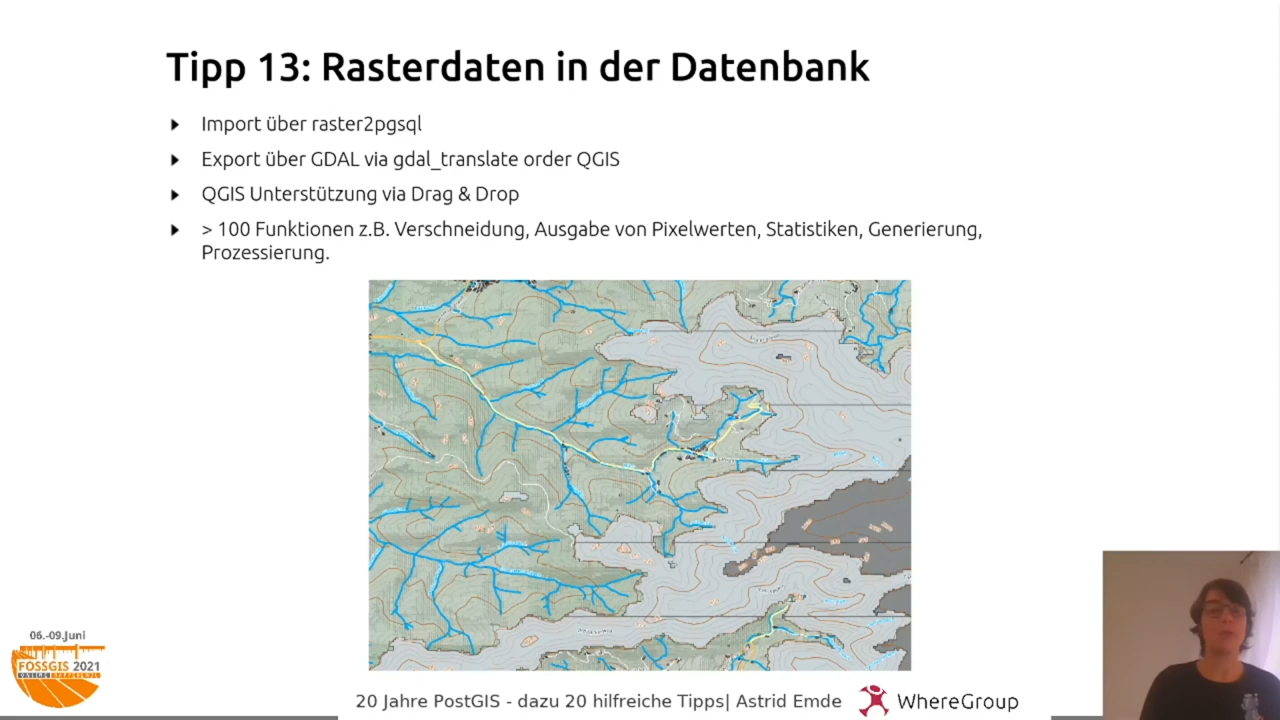 Tipp 13: Rasterdaten in der Datenbank
Import über raster2pgsql
Export über GDAL via gdal_translate order QGIS
QGIS Unterstützung via Drag & Drop
> 100 Funktionen z.B. Verschneidung, Ausgabe von Pixelwerten, Statistiken, Generierung,
Prozessierung.
06.-09.Juni
FOSSGIS 2021
20 Jahre PostGIS - dazu 20 hilfreiche Tipps| Astrid Emde
WhereGroup